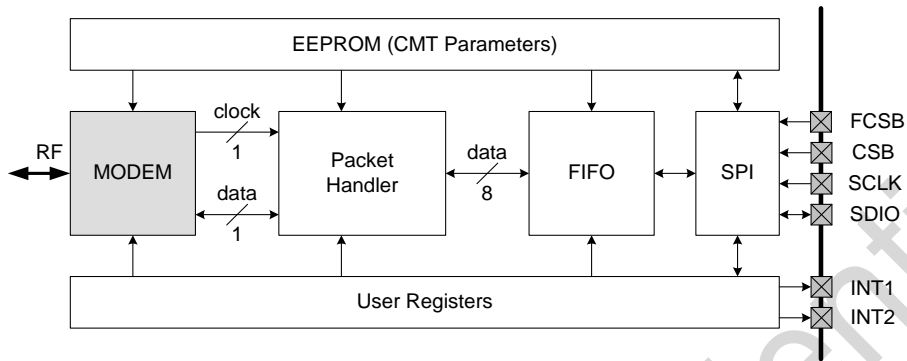 EEPROM (CMT Parameters)
RF
MODEM
clock
1
data
1
Packet
Handler
data
8
FIFO
SPI
FCSB
CSB
SCLK
SDIO
User Registers
INT1
INT2